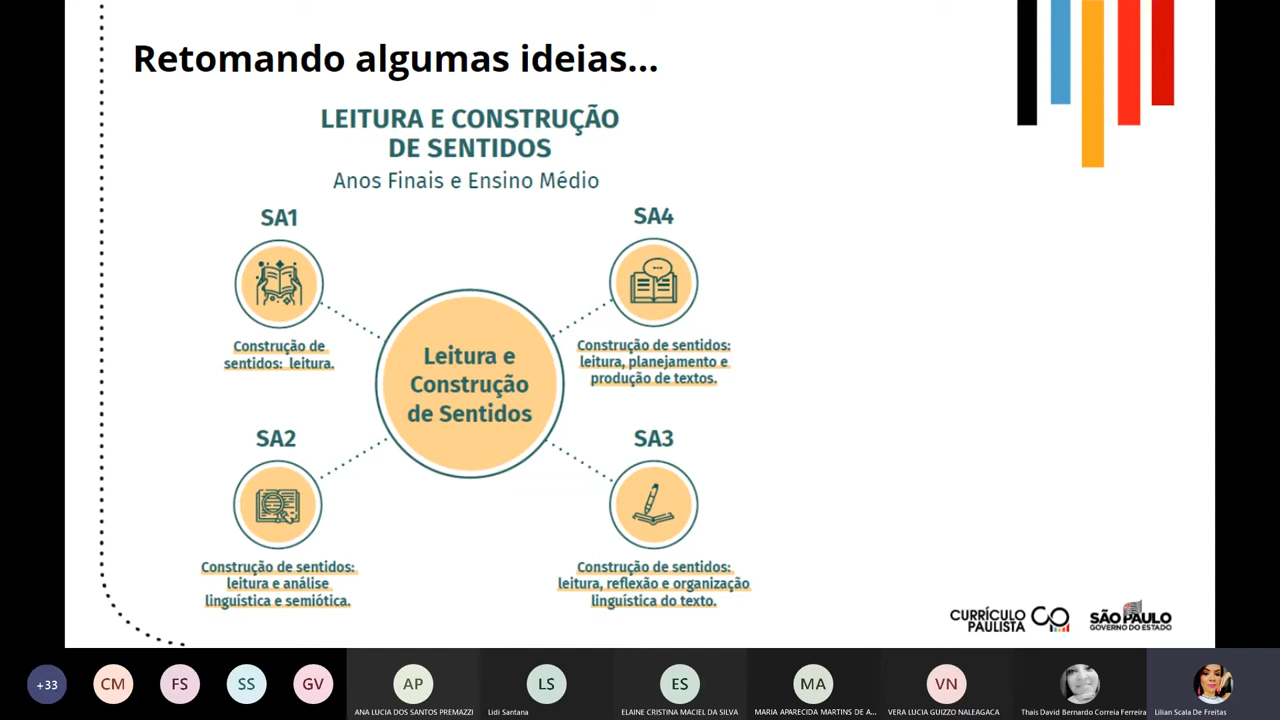 Retomando algumas ideias...
LEITURA E CONSTRUÇÃO
DE SENTIDOS
Anos Finais e Ensino Médio
SA1
Construção de
sentidos: leitura.
SA4
Construção de sentidos:
leitura, planejamento e
produção de textos.
Leitura e
Construção
de Sentidos
SA2
Construção de sentidos:
leitura e análise
linguística e semiótica.
SA3
Construção de sentidos:
leitura, reflexão e organização
linguística do texto.
CURRÍCULO
PAULISTA
SÃO PAULO
GOVERNO DO ESTADO
+33
CM
FS
SS
GV
AP
LS
ES
MA
VN
ANA LUCIA DOS SANTOS PREMAZZI
Lidi Santana
ELAINE CRISTINA MACIEL DA SILVA
MARIA APARECIDA MARTINS DE A...
VERA LUCIA GUIZZO NALEAGACA
Thais David Bernardo Correia Ferreira
Lilian Scala De Freitas